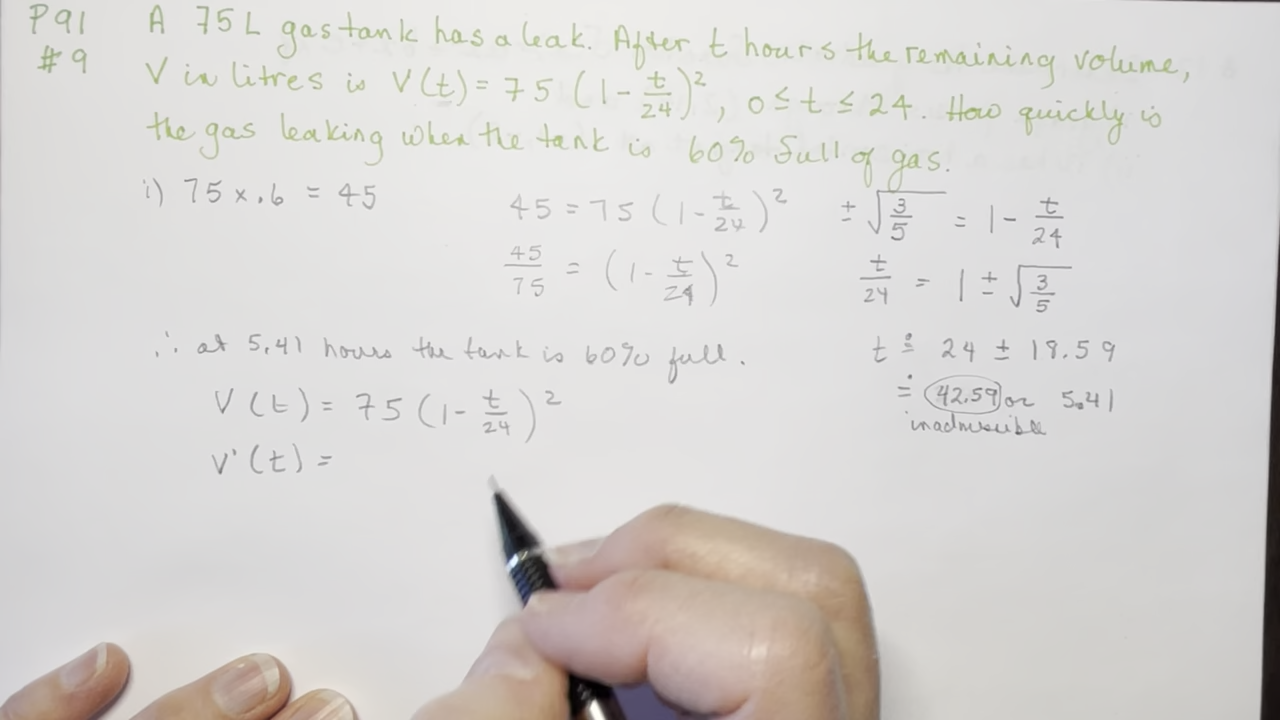 P91 A 75L gas tank has a leak. After t hours the remaining volume,
#9 V in litres is V(t) = 75 (1 - t/24)², 0 ≤ t ≤ 24. How quickly is
the gas leaking when the tank is 60% full of gas.
i) 75 x .6 = 45
45 = 75 (1 - t/24)²
45/75 = (1 - t/24)²
± √(3/5) = 1 - t/24
t/24 = 1 ± √(3/5)
t ≐ 24 ± 18.59
≐ 42.59 or 5.41
inadmissible
∴ at 5.41 hours the tank is 60% full.
V(t) = 75 (1 - t/24)²
V'(t) =